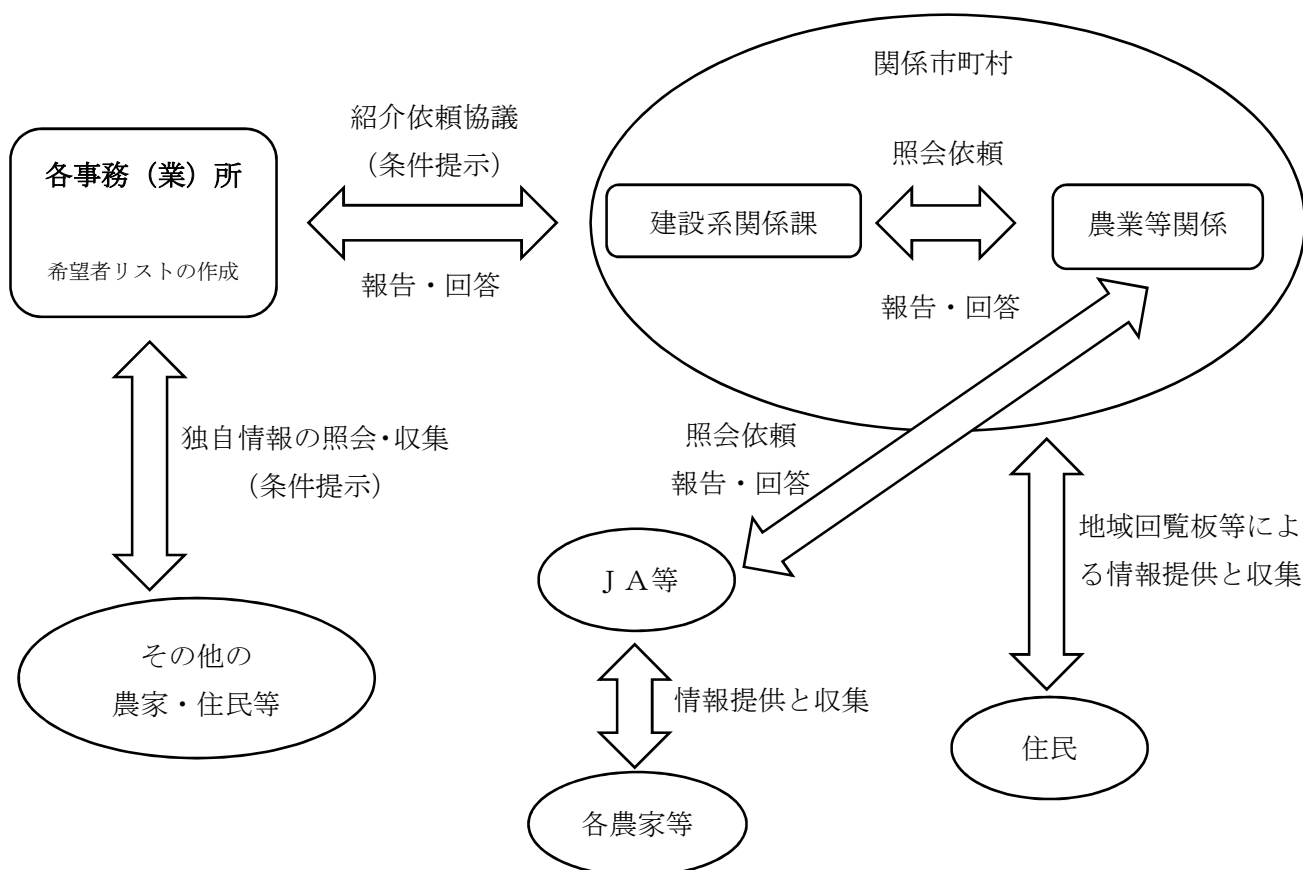 関係市町村
紹介依頼協議
（条件提示）
各事務（業）所
希望者リストの作成
照会依頼
建設系関係課
農業等関係
報告・回答
報告・回答
独自情報の照会・収集
（条件提示）
照会依頼
報告・回答
地域回覧板等によ
る情報提供と収集
ＪＡ等
その他の
農家・住民等
情報提供と収集
住民
各農家等